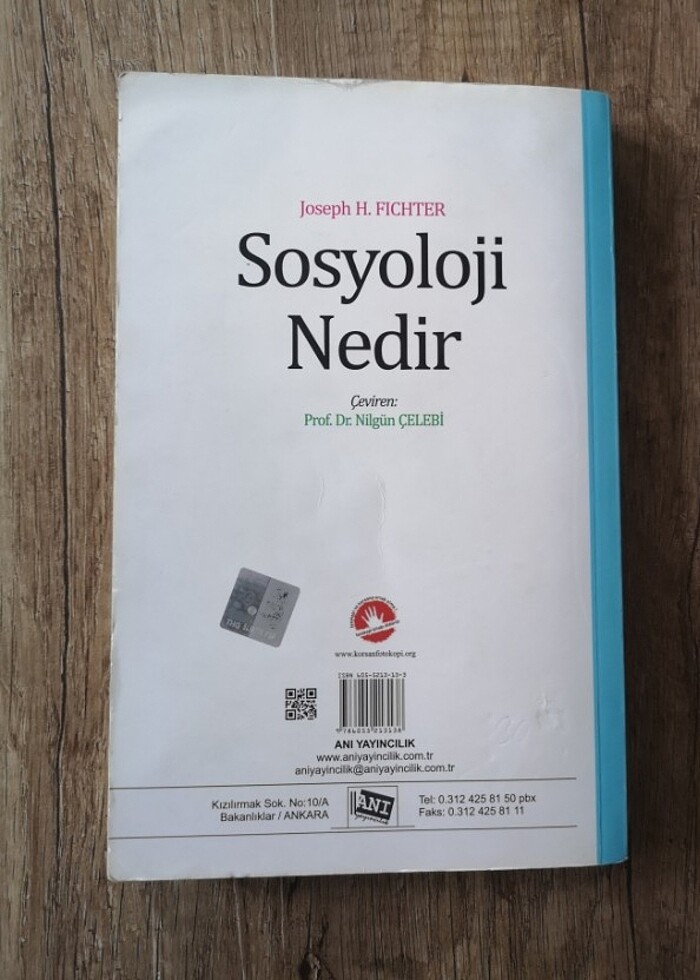 Joseph H. FICHTER
Sosyoloji
Nedir
Çeviren:
Prof. Dr. Nilgün ÇELEBİ
www.korsanfotokopi.org
ANI YAYINCILIK
www.aniyayincilik.com.tr
aniyayincilik@aniyayincilik.com.tr
Kızılırmak Sok. No:10/A
Bakanlıklar / ANKARA
ANI
yayıncılık
Tel: 0.312 425 81 50 pbx
Faks: 0.312 425 81 11